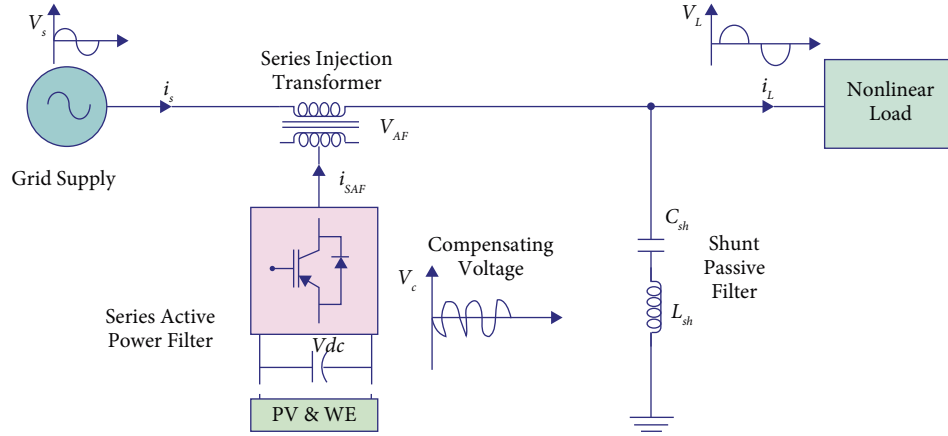 V_s
Grid Supply
i_s
Series Injection
Transformer
V_AF
i_SAF
Series Active
Power Filter
Vdc
PV & WE
Compensating
Voltage
V_c
C_sh
L_sh
Shunt
Passive
Filter
V_L
i_L
Nonlinear
Load